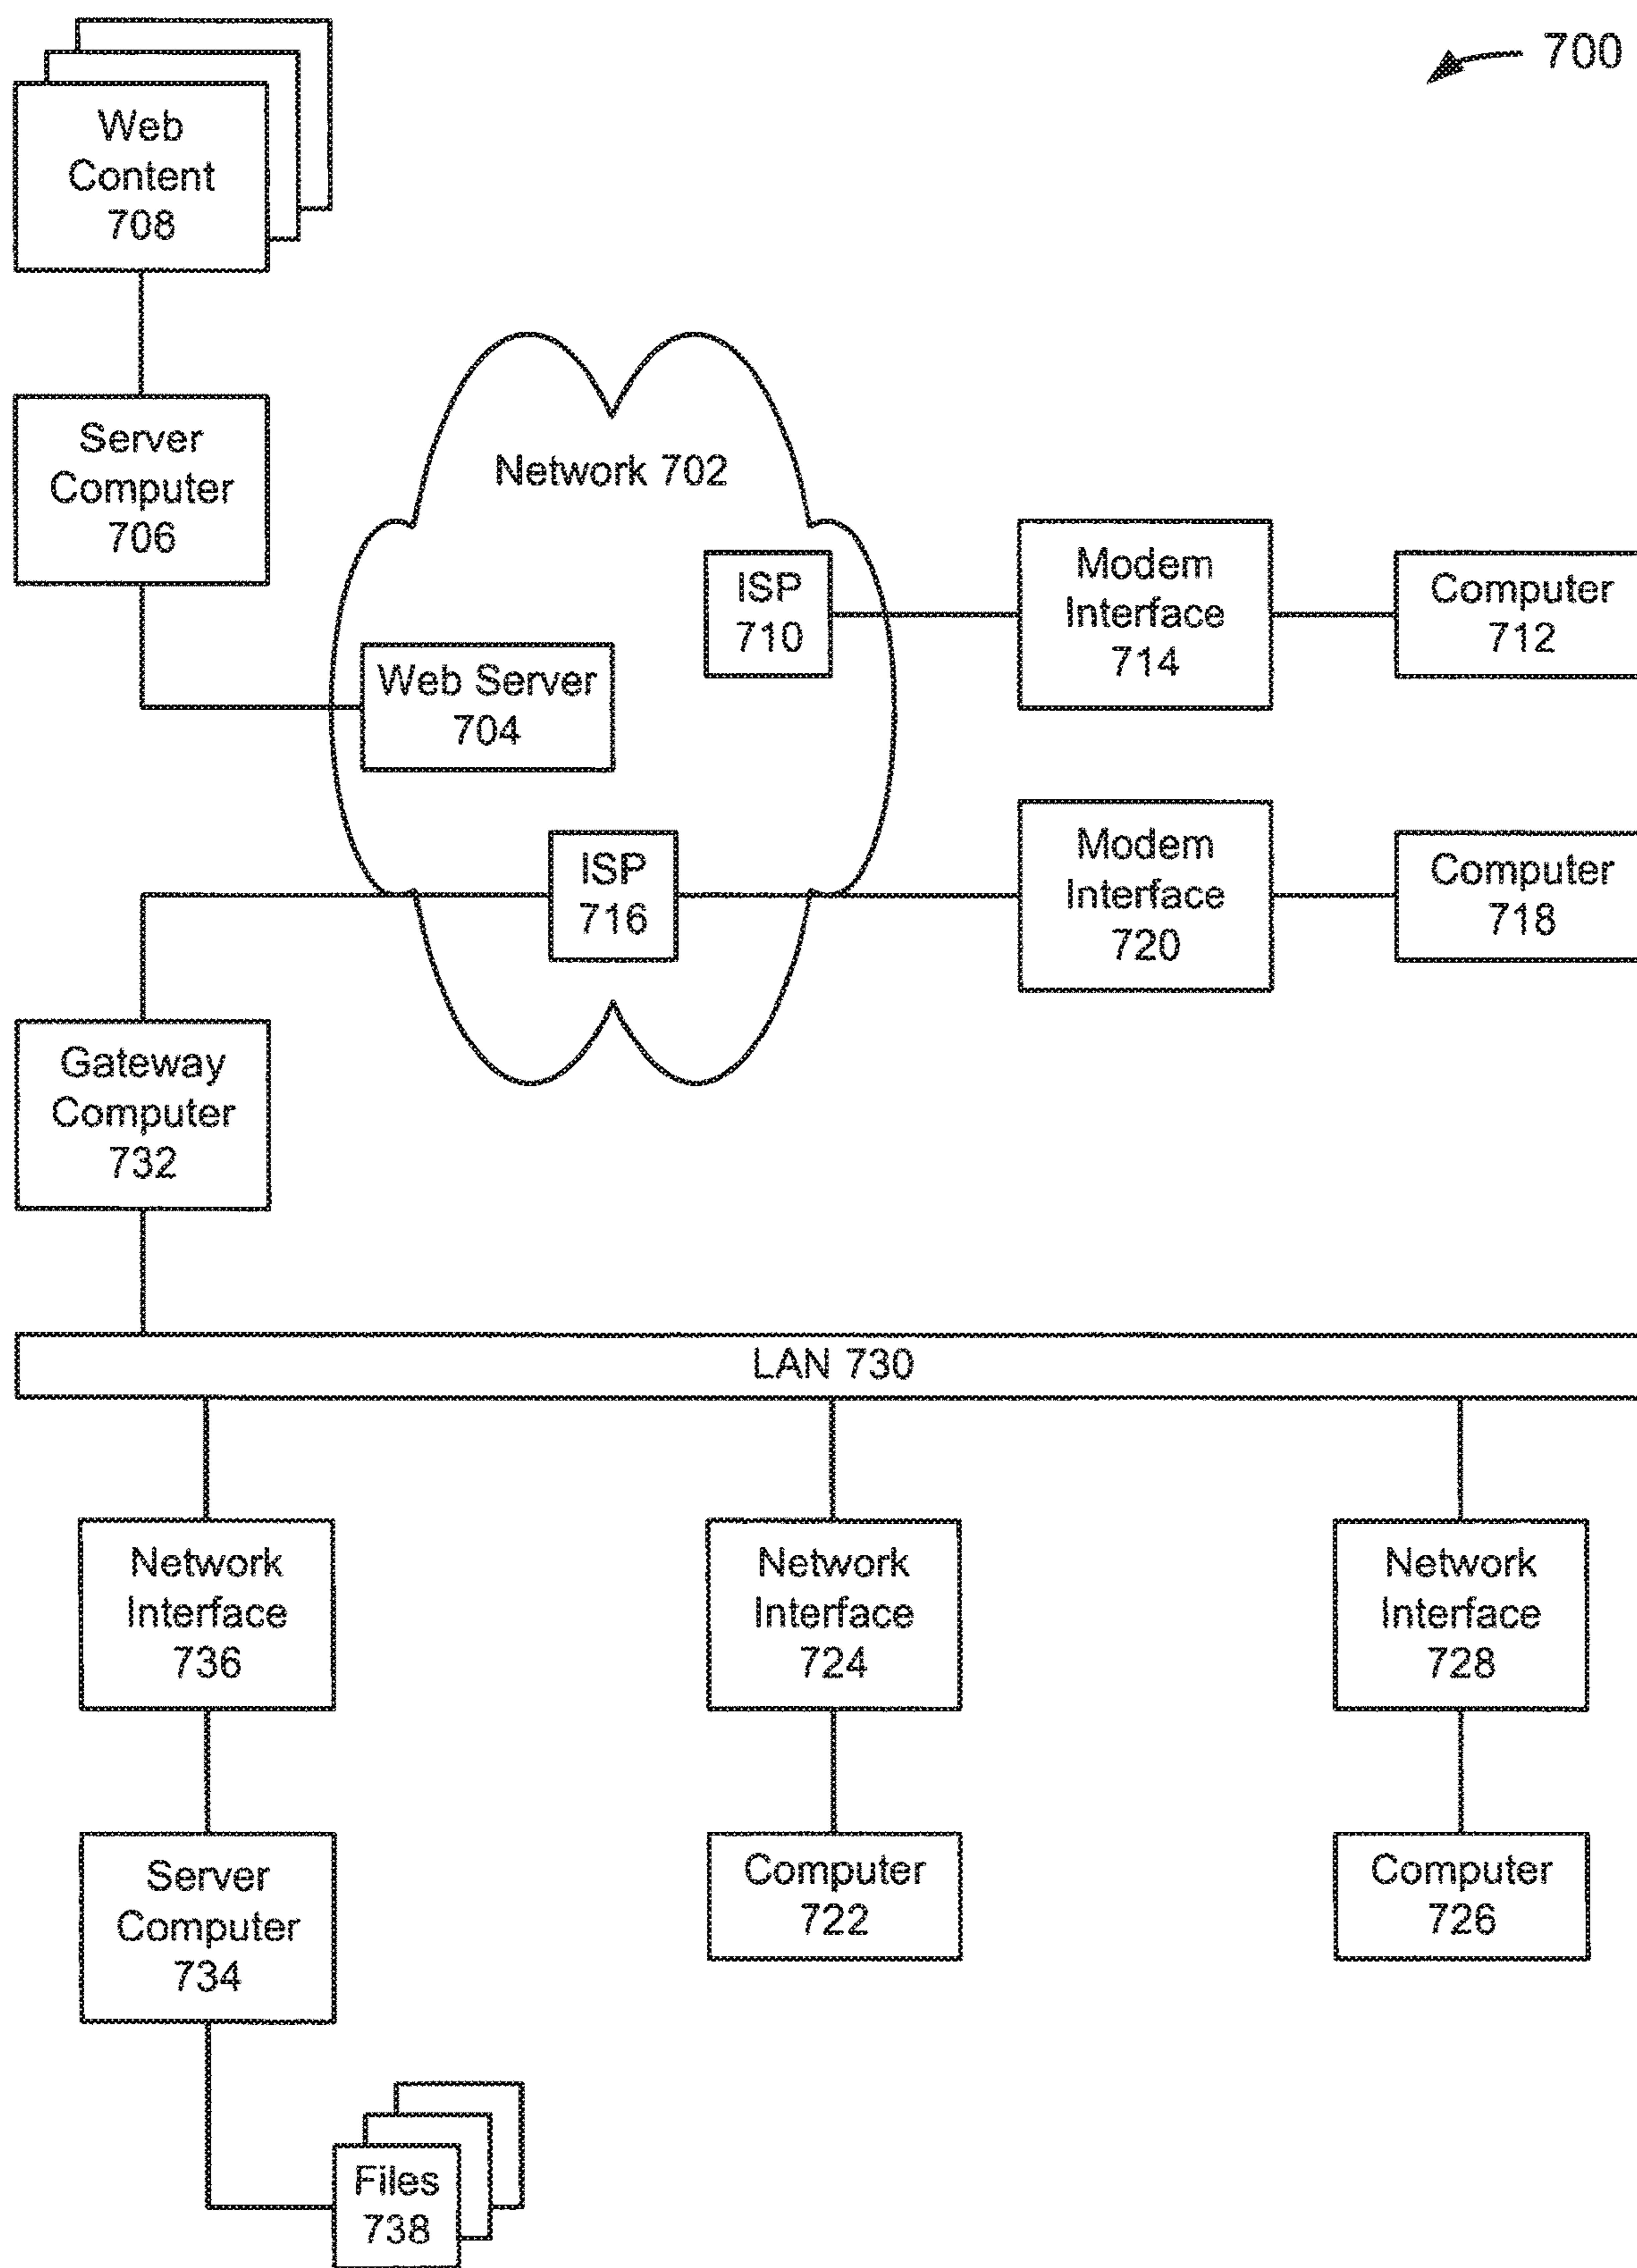 700
Web
Content
708
Server
Computer
706
Network 702
ISP
710
Modem
Interface
714
Computer
712
Web Server
704
ISP
716
Modem
Interface
720
Computer
718
Gateway
Computer
732
LAN 730
Network
Interface
736
Network
Interface
724
Network
Interface
728
Server
Computer
734
Computer
722
Computer
726
Files
738